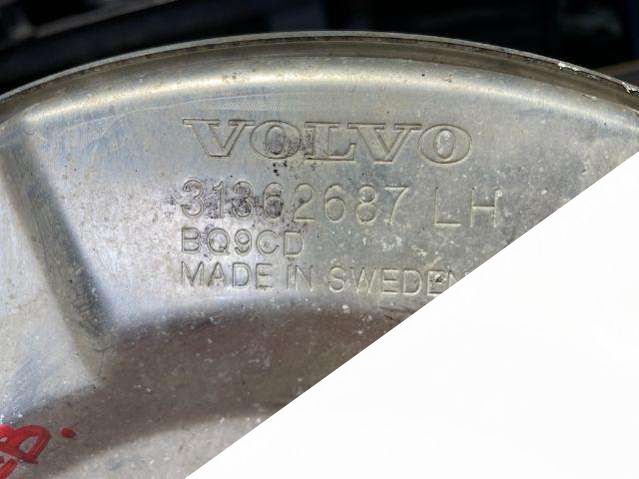 VOLVO
31362687 LH
BQ9CD
MADE IN SWEDEN